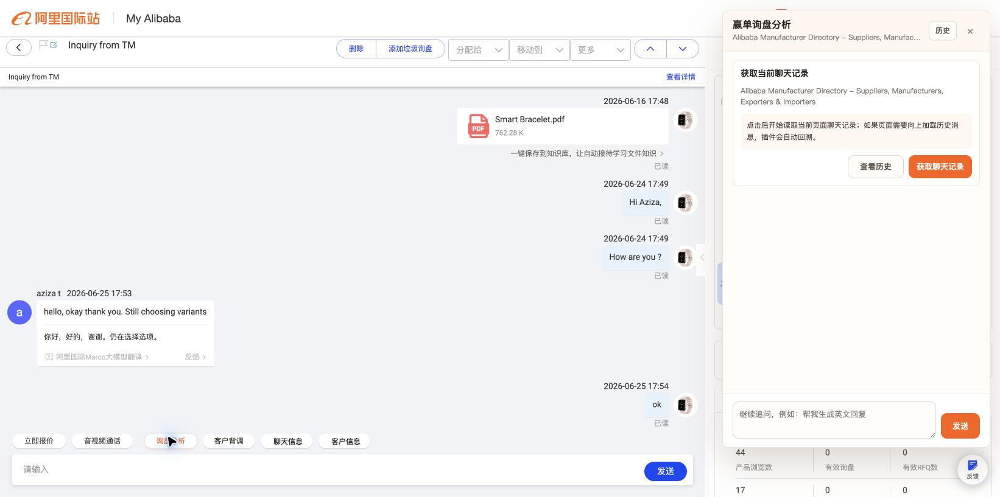 阿里国际站
My Alibaba
Inquiry from TM
删除
添加垃圾询盘
分配给
移动到
更多
Inquiry from TM
查看详情
2026-06-16 17:48
PDF
Smart Bracelet.pdf
762.28 K
一键保存到知识库，让自动接待学习文件知识 >
已读
2026-06-24 17:49
Hi Aziza,
已读
2026-06-24 17:49
How are you ?
已读
aziza t 2026-06-25 17:53
a
hello, okay thank you. Still choosing variants
你好，好的，谢谢。仍在选择选项。
阿里国际Marco大模型翻译 >
反馈 >
2026-06-25 17:54
ok
已读
立即报价
音视频通话
询盘分析
客户背调
聊天信息
客户信息
请输入
发送
赢单询盘分析
Alibaba Manufacturer Directory - Suppliers, Manufac...
历史
×
获取当前聊天记录
Alibaba Manufacturer Directory - Suppliers, Manufacturers,
Exporters & Importers
点击后开始读取当前页面聊天记录；如果页面需要向上加载历史消
息，插件会自动回溯。
查看历史
获取聊天记录
继续追问，例如：帮我生成英文回复
发送
44
0
0
产品浏览数
有效询盘
有效RFQ数
17
0
0
反馈